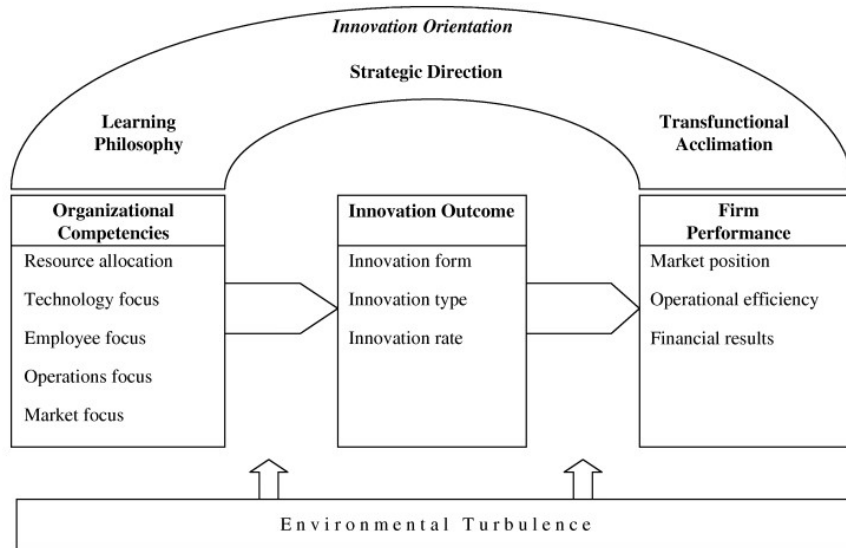 Innovation Orientation
Strategic Direction
Learning
Philosophy
Transfunctional
Acclimation
Organizational
Competencies
Resource allocation
Technology focus
Employee focus
Operations focus
Market focus
Innovation Outcome
Innovation form
Innovation type
Innovation rate
Firm
Performance
Market position
Operational efficiency
Financial results
Environmental Turbulence